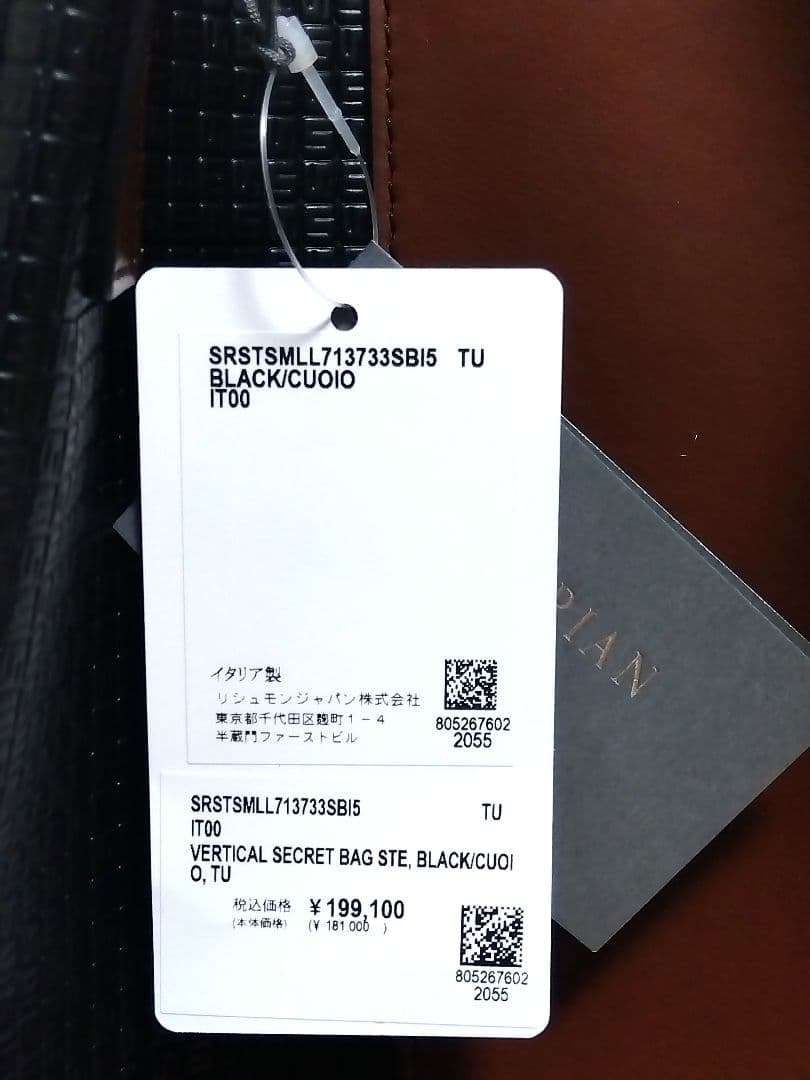 SRSTSMLL713733SBI5 TU
BLACK/CUOIO
IT00
イタリア製
リシュモンジャパン株式会社
東京都千代田区麹町1-4
半蔵門ファーストビル
805267602
2055
PIAN
SRSTSMLL713733SBI5 TU
IT00
VERTICAL SECRET BAG STE, BLACK/CUOI
O, TU
税込価格 ¥199,100
(本体価格) (¥ 181 000 )
805267602
2055